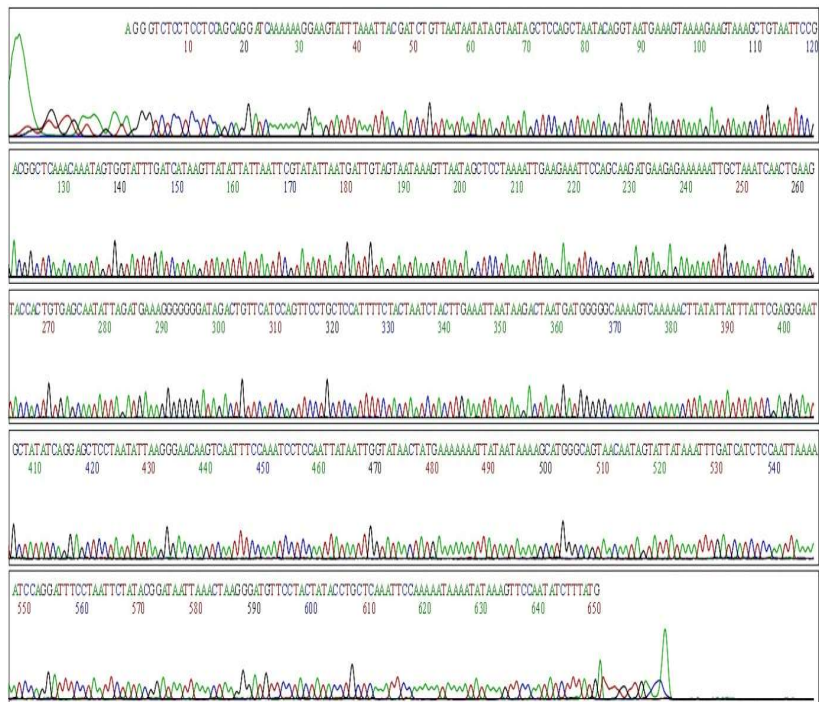 AGGGTCTCCTCCTCCAGCAGGATCAAAAAAGGAAGTATTTAAATTACGATCTGTTAATAATATAGTAATAGCTCCAGCTAATACAGGTAATGAAAGTAAAAGAAGTAAAGCTGTAATTCCG
10 20 30 40 50 60 70 80 90 100 110 120
ACGGCTCAAACAAATAGTGGTATTTGATCATAAGTTATATTATTAATTCGTATATTAATGATTGTAGTAATAAAGTTAATAGCTCCTAAAATTGAAGAAATTCCAGCAAGATGAAGAGAAAAAATTGCTAAATCAACTGAAG
130 140 150 160 170 180 190 200 210 220 230 240 250 260
TACCACTGTGAGCAATATTAGATGAAAGGGGGGGATAGACTGTTCATCCAGTTCCTGCTCCATTTTCTACTAATCTACTTGAAATTAATAAGACTAATGATGGGGGCAAAAGTCAAAAACTTATATTATTTATTCGAGGGAAT
270 280 290 300 310 320 330 340 350 360 370 380 390 400
GCTATATCAGGAGCTCCTAATATTAAGGGAACAAGTCAATTTCCAAATCCTCCAATTATAATTGGTATAACTATGAAAAAAATTATAATAAAAGCATGGGCAGTAACAATAGTATTATAAATTTGATCATCTCCAATTAAAA
410 420 430 440 450 460 470 480 490 500 510 520 530 540
ATCCAGGATTTCCTAATTCTATACGGATAATTAAACTAAGGGATGTTCCTACTATACCTGCTCAAATTCCAAAAATAAAATATAAAGTTCCAATATCTTTATG
550 560 570 580 590 600 610 620 630 640 650